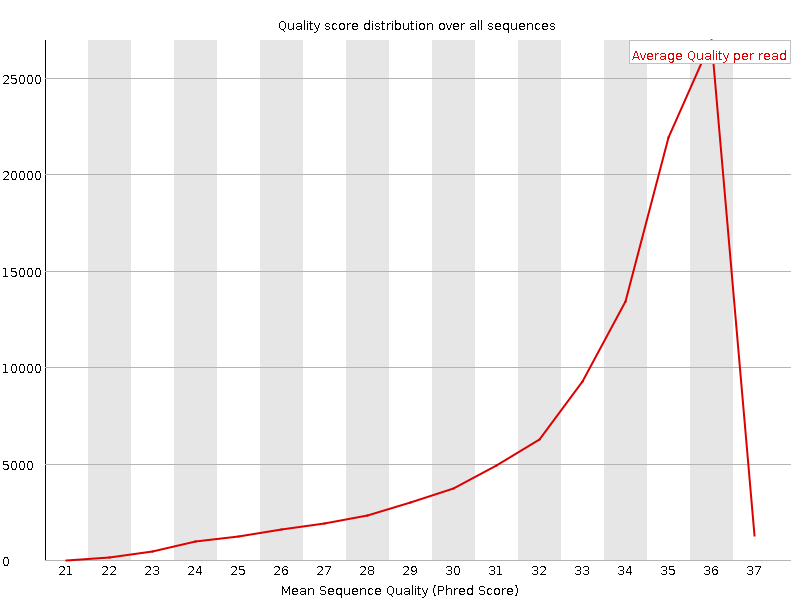 Quality score distribution over all sequences
Average Quality per read
25000
20000
15000
10000
5000
0
21 22 23 24 25 26 27 28 29 30 31 32 33 34 35 36 37
Mean Sequence Quality (Phred Score)